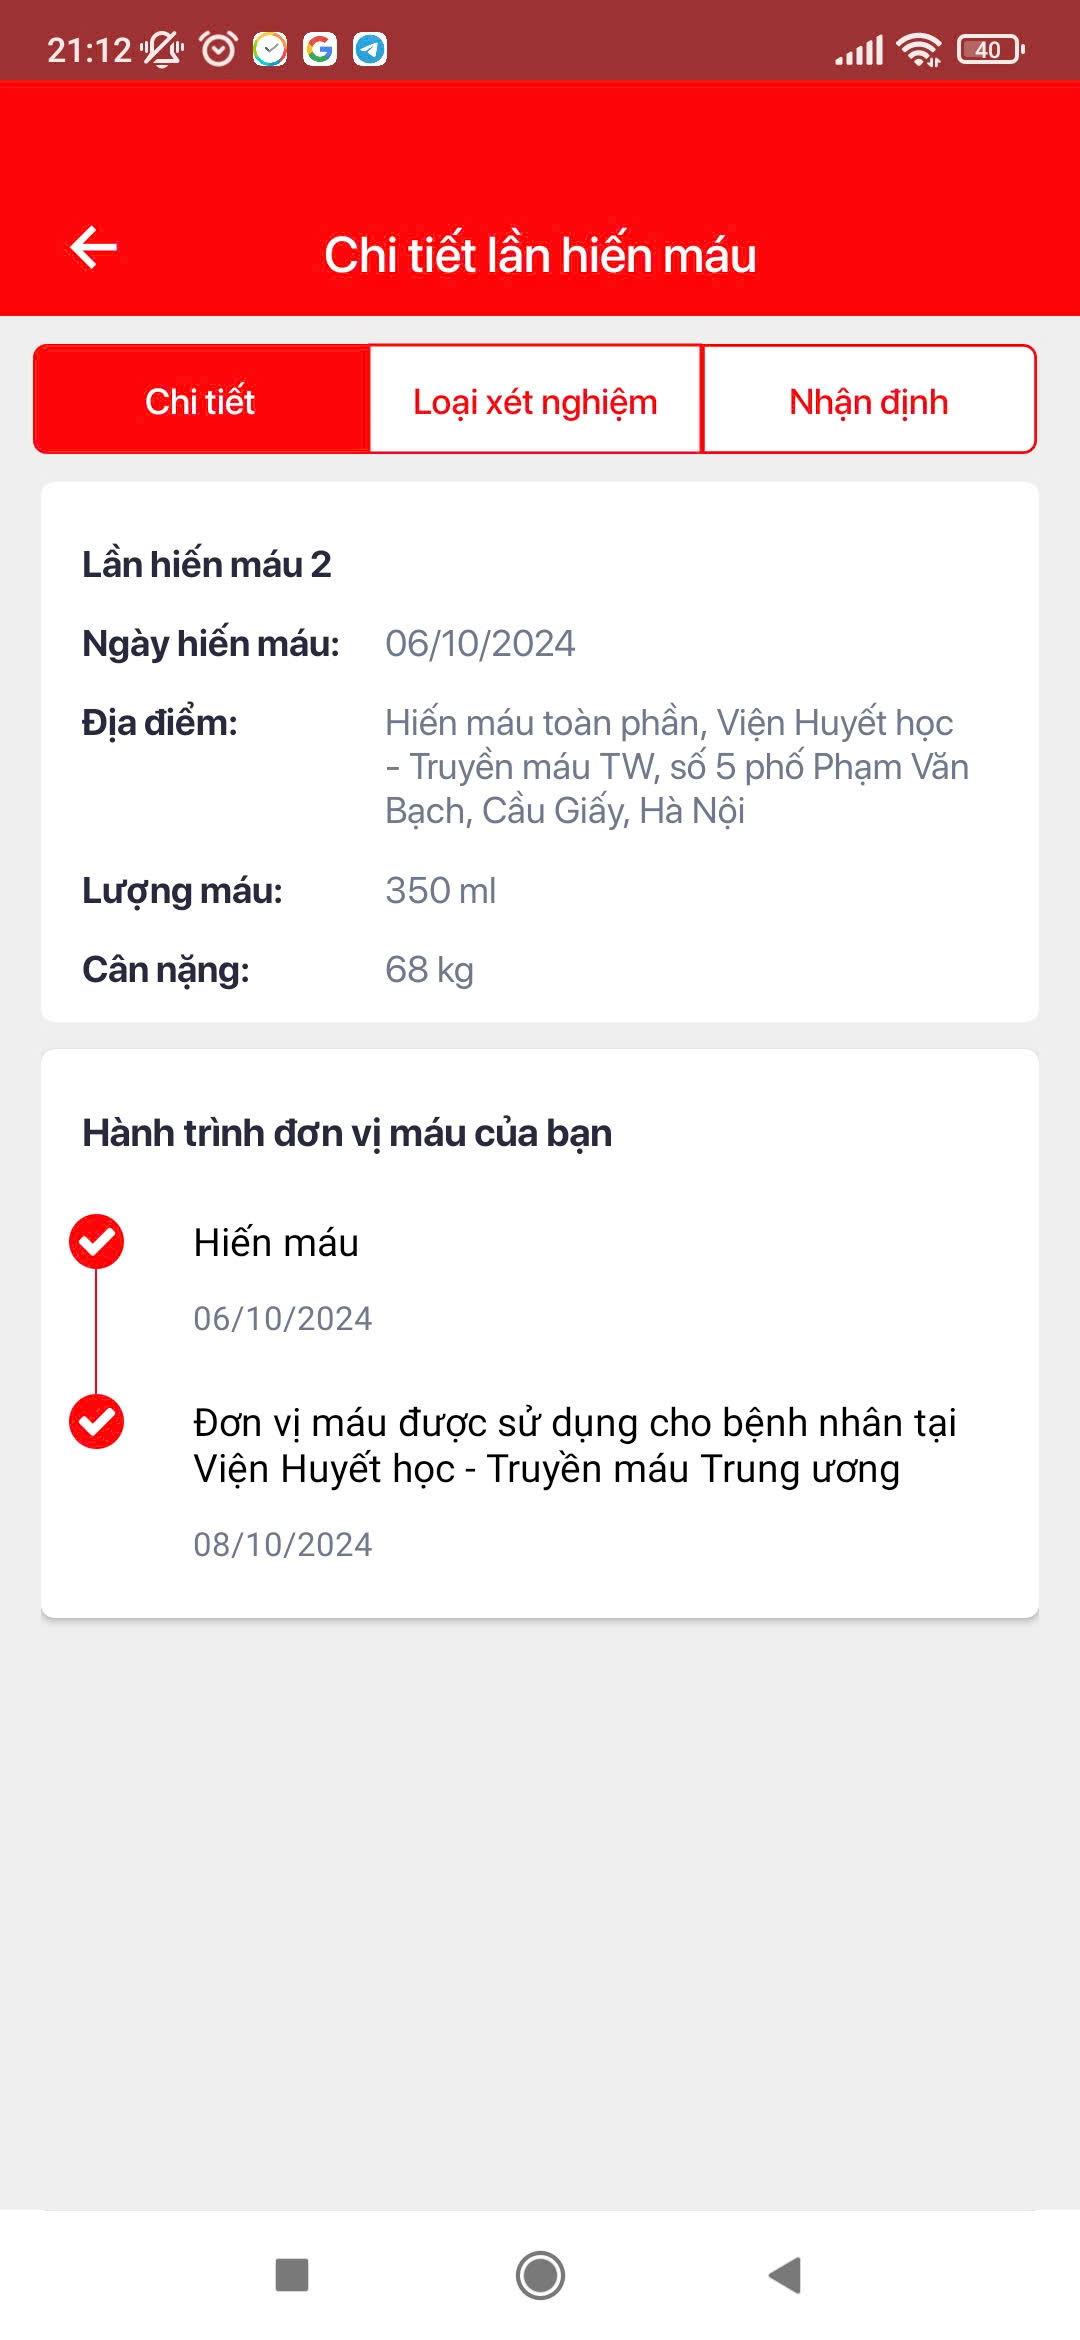 21:12
40
Chi tiết lần hiến máu
Chi tiết
Loại xét nghiệm
Nhận định
Lần hiến máu 2
Ngày hiến máu: 06/10/2024
Địa điểm: Hiến máu toàn phần, Viện Huyết học
- Truyền máu TW, số 5 phố Phạm Văn
Bạch, Cầu Giấy, Hà Nội
Lượng máu: 350 ml
Cân nặng: 68 kg
Hành trình đơn vị máu của bạn
Hiến máu
06/10/2024
Đơn vị máu được sử dụng cho bệnh nhân tại
Viện Huyết học - Truyền máu Trung ương
08/10/2024